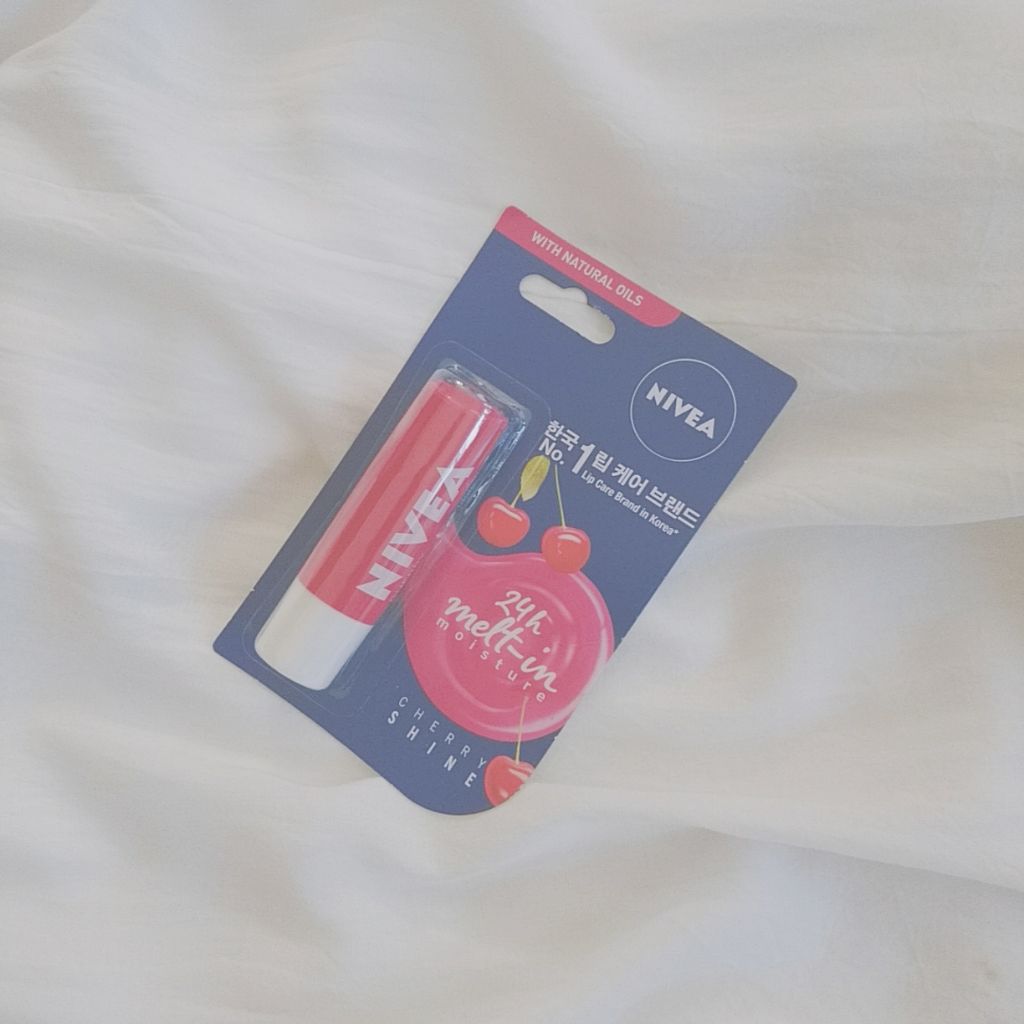 WITH NATURAL OILS
NIVEA
한국
No. 1 립 케어 브랜드
Lip Care Brand in Korea*
NIVEA
24h
melt-in
moisture
CHERRY
SHINE